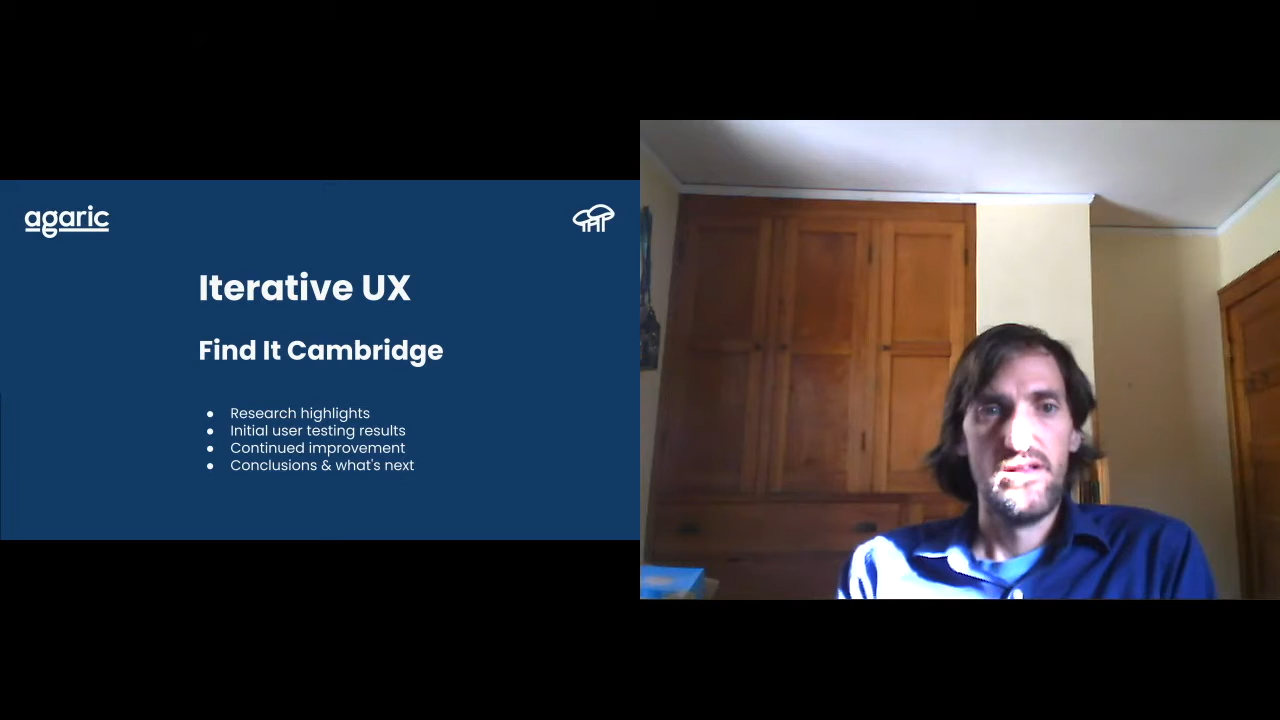 agaric
Iterative UX
Find It Cambridge
● Research highlights
● Initial user testing results
● Continued improvement
● Conclusions & what's next